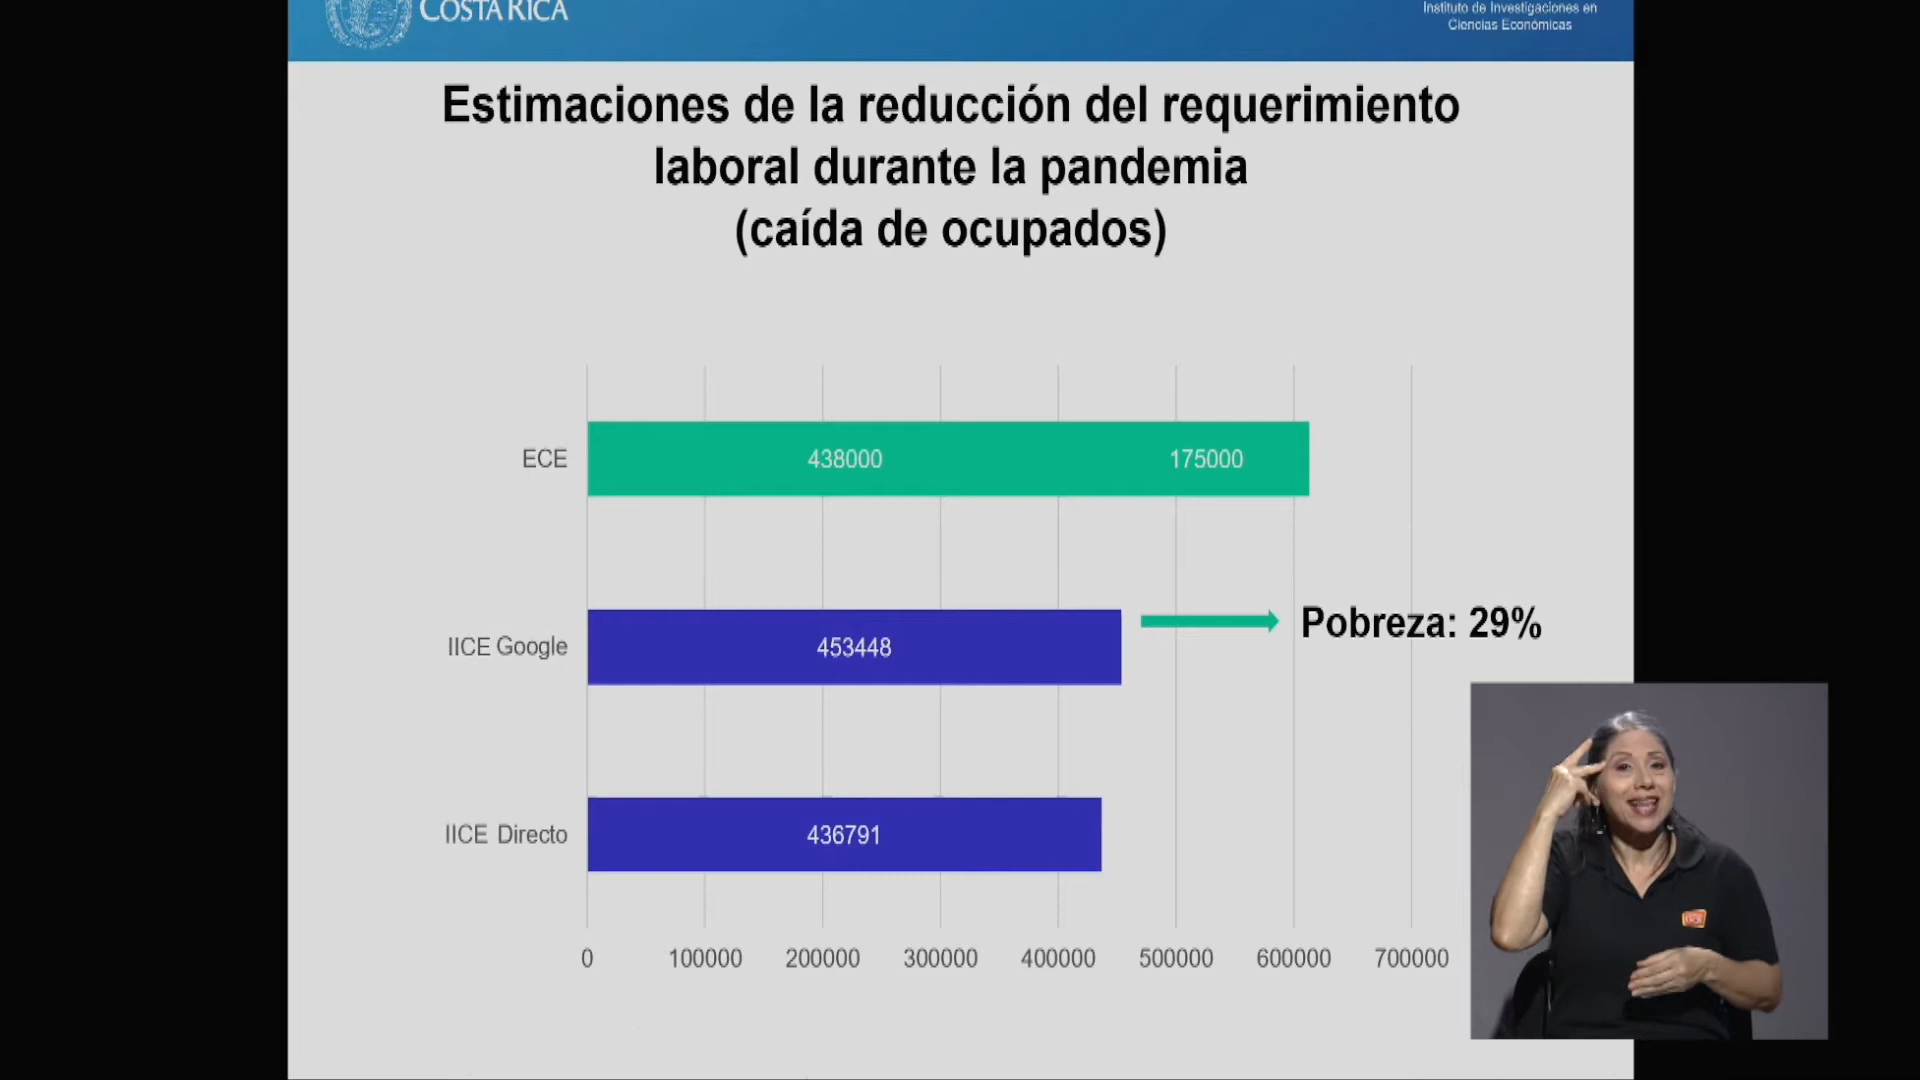 COSTA RICA
Instituto de Investigaciones en
Ciencias Económicas
Estimaciones de la reducción del requerimiento
laboral durante la pandemia
(caída de ocupados)
ECE
438000
175000
IICE Google
453448
Pobreza: 29%
IICE Directo
436791
0 100000 200000 300000 400000 500000 600000 700000